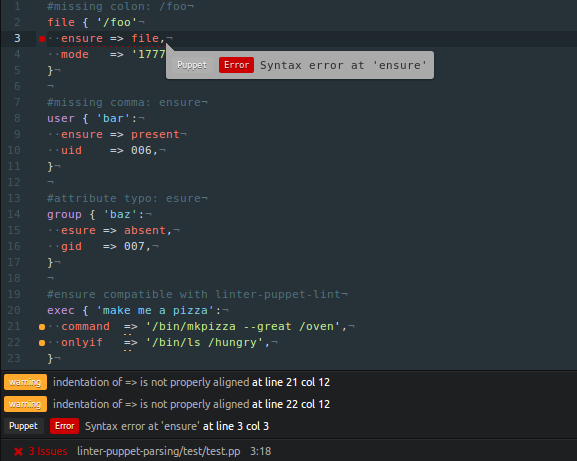 1 #missing colon: /foo¬
2 file { '/foo'¬
3 ··ensure => file,¬
4 ··mode   => '1777
Puppet Error Syntax error at 'ensure'
5 }¬
6 ¬
7 #missing comma: ensure¬
8 user { 'bar':¬
9 ··ensure => present¬
10 ··uid    => 006,¬
11 }¬
12 ¬
13 #attribute typo: esure¬
14 group { 'baz':¬
15 ··esure => absent,¬
16 ··gid   => 007,¬
17 }¬
18 ¬
19 #ensure compatible with linter-puppet-lint¬
20 exec { 'make me a pizza':¬
21 ··command  => '/bin/mkpizza --great /oven',¬
22 ··onlyif   => '/bin/ls /hungry',¬
23 }¬
warning indentation of => is not properly aligned at line 21 col 12
warning indentation of => is not properly aligned at line 22 col 12
Puppet Error Syntax error at 'ensure' at line 3 col 3
✖ 3 Issues linter-puppet-parsing/test/test.pp 3:18